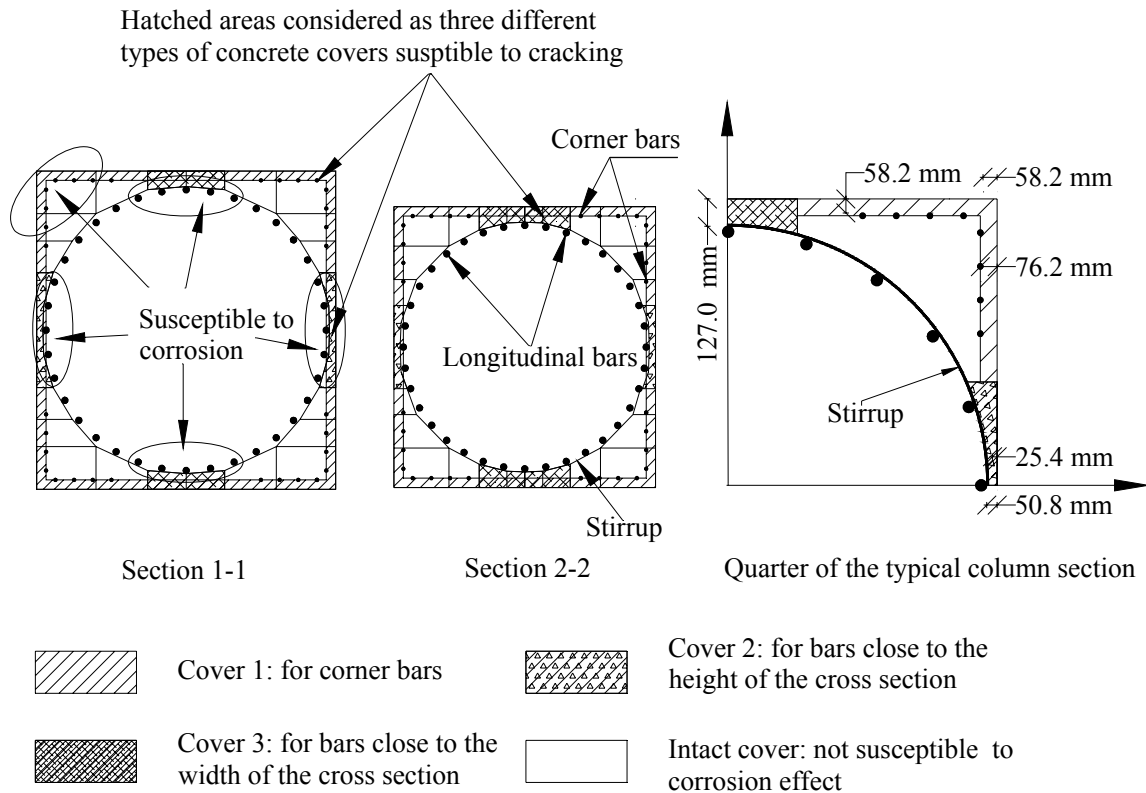 Hatched areas considered as three different
types of concrete covers susptible to cracking
Corner bars
58.2 mm
58.2 mm
76.2 mm
127.0 mm
Susceptible to
corrosion
Longitudinal bars
Stirrup
25.4 mm
50.8 mm
Stirrup
Section 1-1
Section 2-2
Quarter of the typical column section
Cover 1: for corner bars
Cover 2: for bars close to the
height of the cross section
Cover 3: for bars close to the
width of the cross section
Intact cover: not susceptible to
corrosion effect